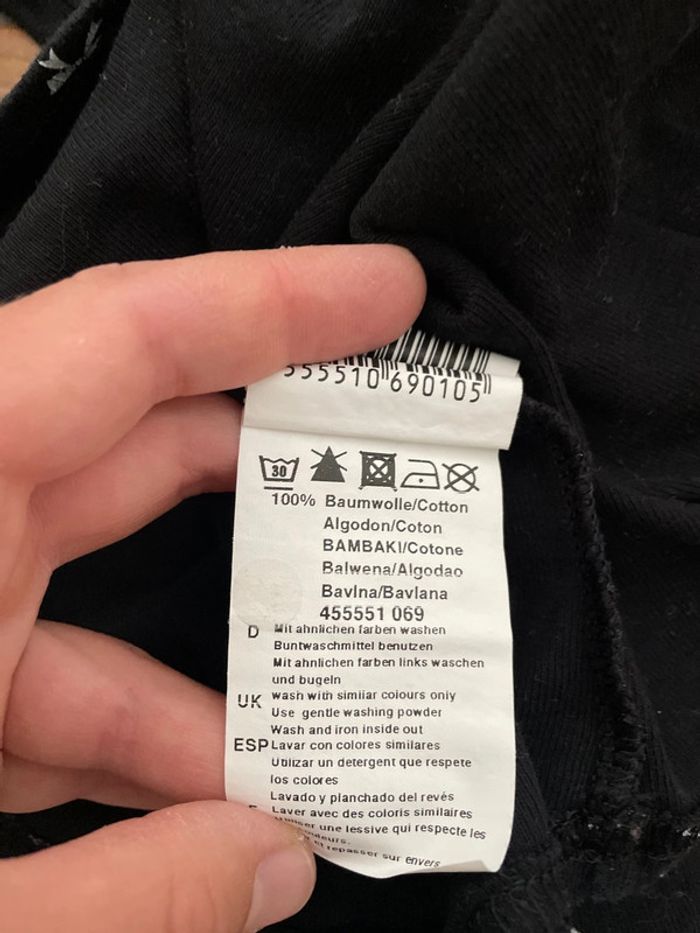 555510 690105
30
100% Baumwolle/Cotton
Algodon/Coton
BAMBAKI/Cotone
Balwena/Algodao
Bavlna/Bavlana
455551 069
D Mit ahnlichen farben washen
Buntwaschmittel benutzen
Mit ahnlichen farben links waschen
und bugeln
UK wash with similar colours only
Use gentle washing powder
Wash and iron inside out
ESP Lavar con colores similares
Utilizar un detergent que respete
los colores
Lavado y planchado del revés
Laver avec des coloris similaires
une lessive qui respecte les
repasser sur envers